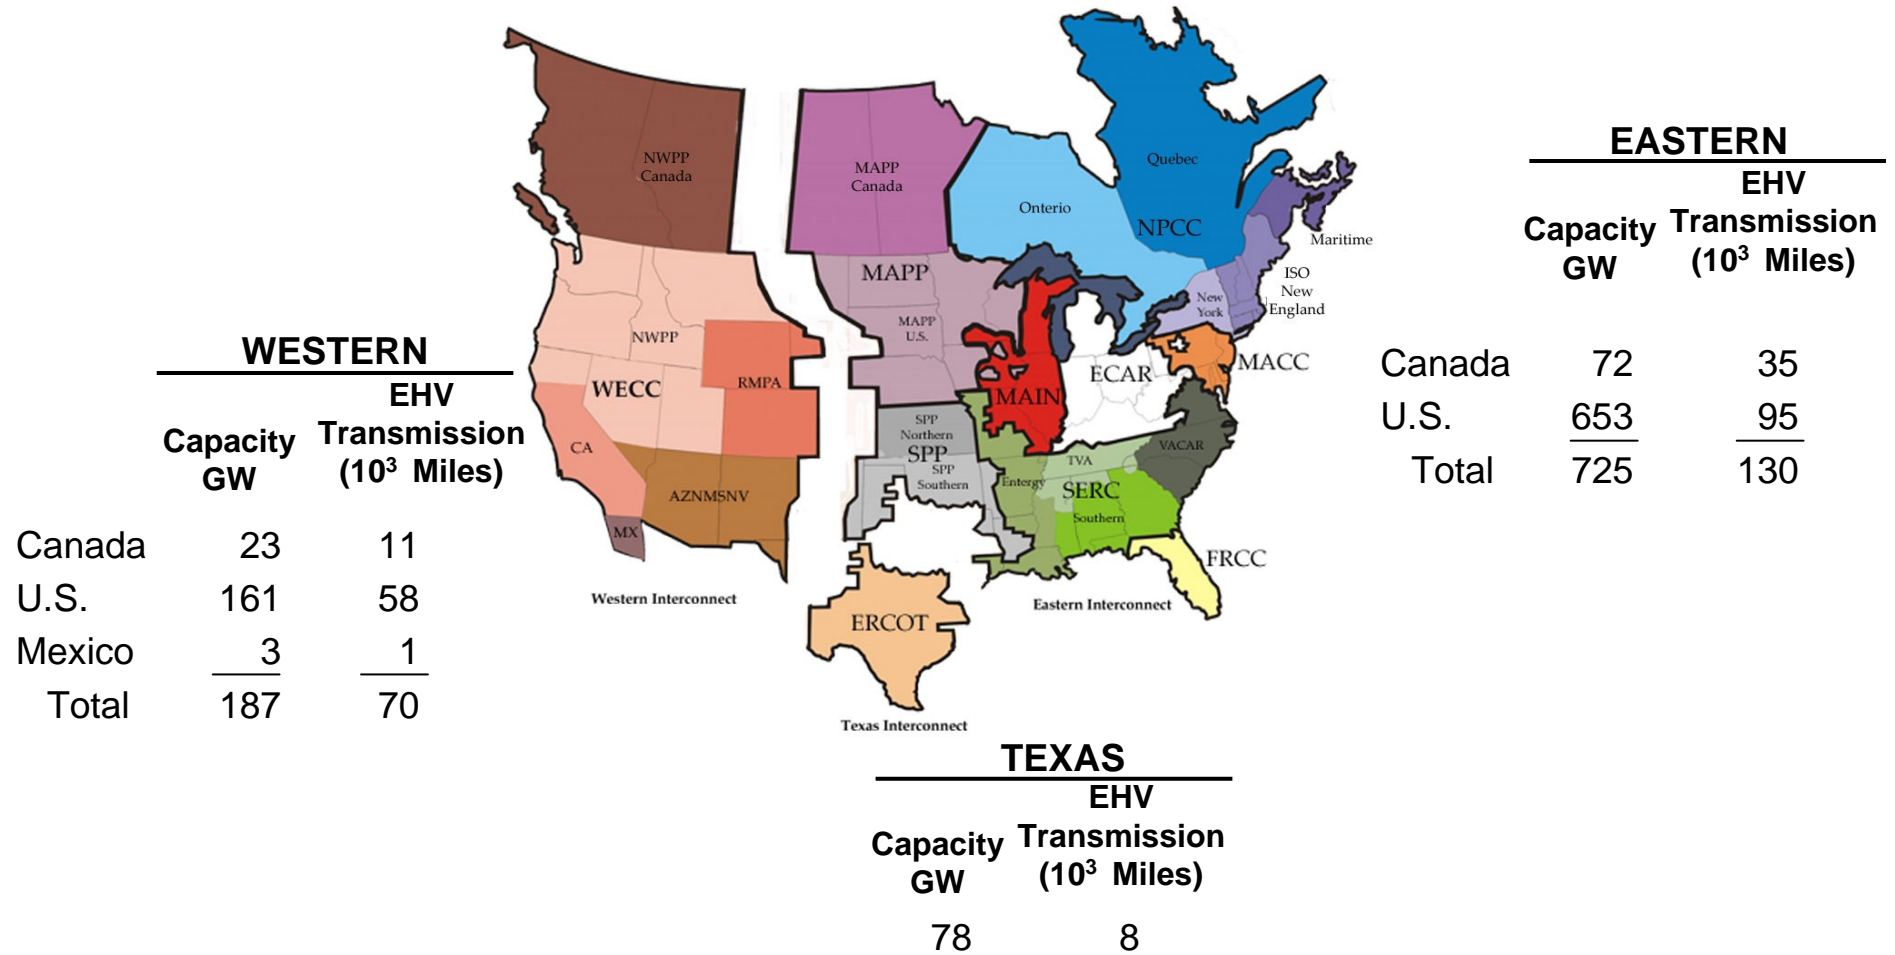 NWPP
Canada
MAPP
Canada
Onterio
Quebec
NPCC
Maritime
ISO
New
England
New
York
MAPP
MAPP
U.S.
NWPP
WECC
RMPA
CA
AZNMSNV
MX
MAIN
ECAR
MACC
SPP
Northern
SPP
SPP
Southern
Entergy
TVA
VACAR
SERC
Southern
FRCC
ERCOT
Western Interconnect
Eastern Interconnect
Texas Interconnect
WESTERN
EHV
Capacity Transmission
GW (10³ Miles)
Canada 23 11
U.S. 161 58
Mexico 3 1
Total 187 70
EASTERN
EHV
Capacity Transmission
GW (10³ Miles)
Canada 72 35
U.S. 653 95
Total 725 130
TEXAS
EHV
Capacity Transmission
GW (10³ Miles)
78 8